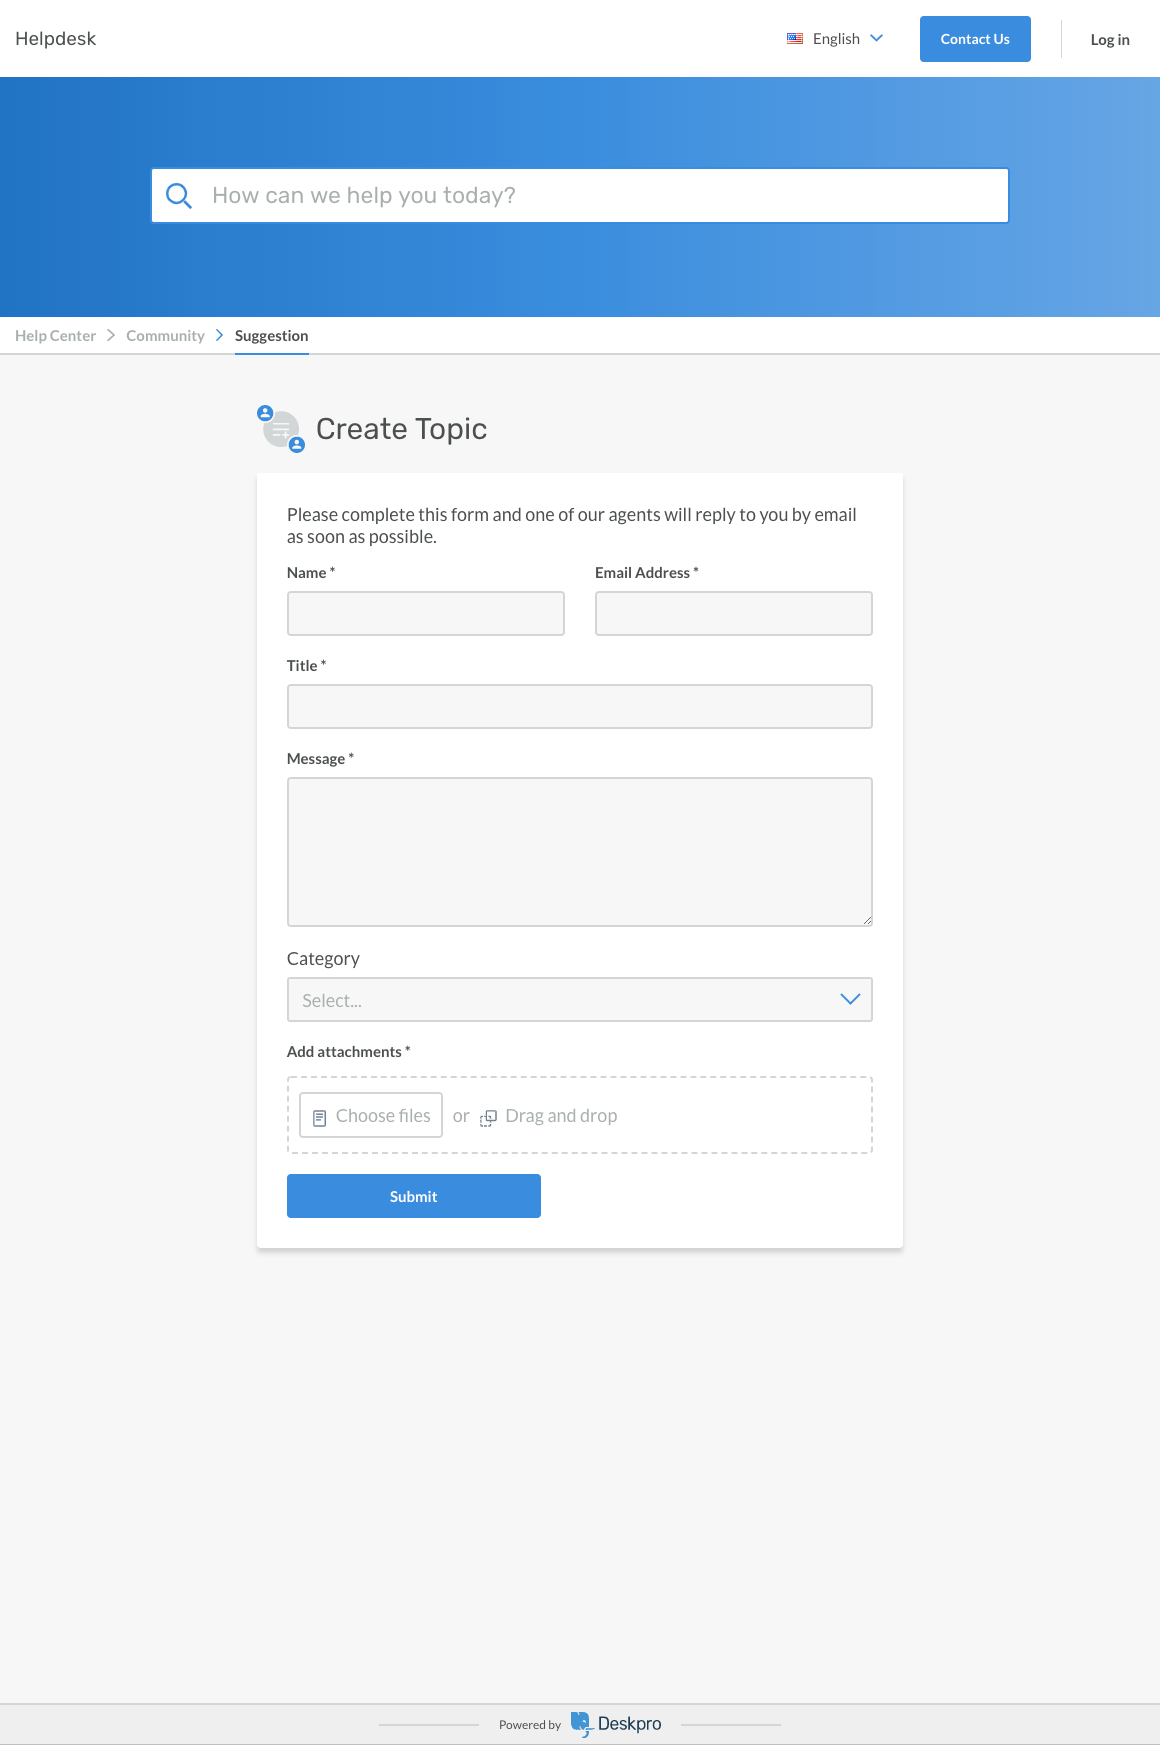 Helpdesk
English
Contact Us
Log in
How can we help you today?
Help Center
Community
Suggestion
Create Topic
Please complete this form and one of our agents will reply to you by email
as soon as possible.
Name *
Email Address *
Title *
Message *
Category
Select...
Add attachments *
Choose files or Drag and drop
Submit
Powered by Deskpro